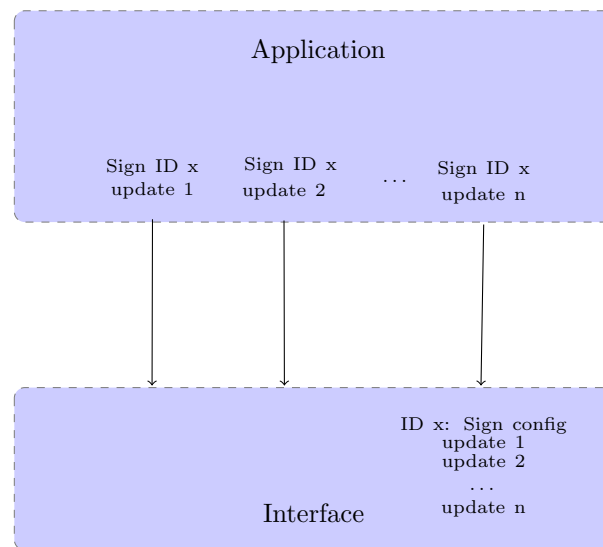 Application
Sign ID x
update 1
Sign ID x
update 2
...
Sign ID x
update n
ID x: Sign config
update 1
update 2
...
update n
Interface